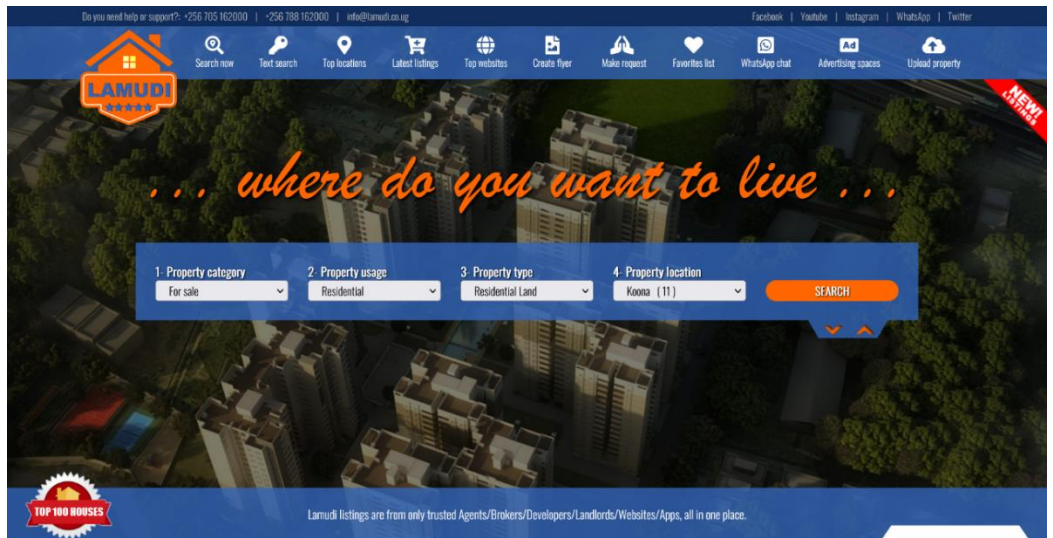 Do you need help or support?: +256 705 162000 | +256 788 162000 | info@lamudi.co.ug
Facebook | Youtube | Instagram | WhatsApp | Twitter
LAMUDI
Search now
Text search
Top locations
Latest listings
Top websites
Create flyer
Make request
Favorites list
WhatsApp chat
Ad
Advertising spaces
Upload property
NEW!
LISTINGS
... where do you want to live ...
1- Property category
2- Property usage
3- Property type
4- Property location
For sale
Residential
Residential Land
Koona ( 11 )
SEARCH
TOP 100 HOUSES
Lamudi listings are from only trusted Agents/Brokers/Developers/Landlords/Websites/Apps, all in one place.